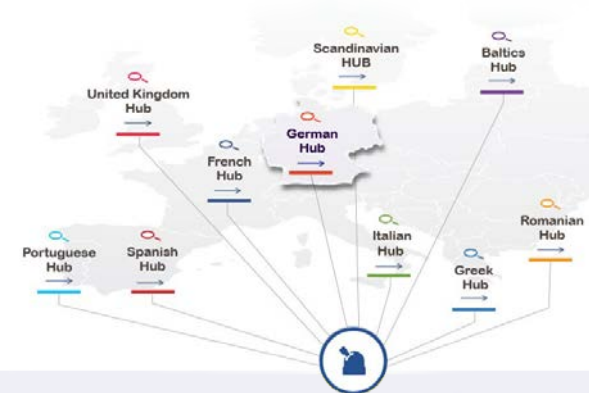 Scandinavian
HUB
Baltics
Hub
United Kingdom
Hub
German
Hub
French
Hub
Romanian
Hub
Italian
Hub
Portuguese
Hub
Spanish
Hub
Greek
Hub